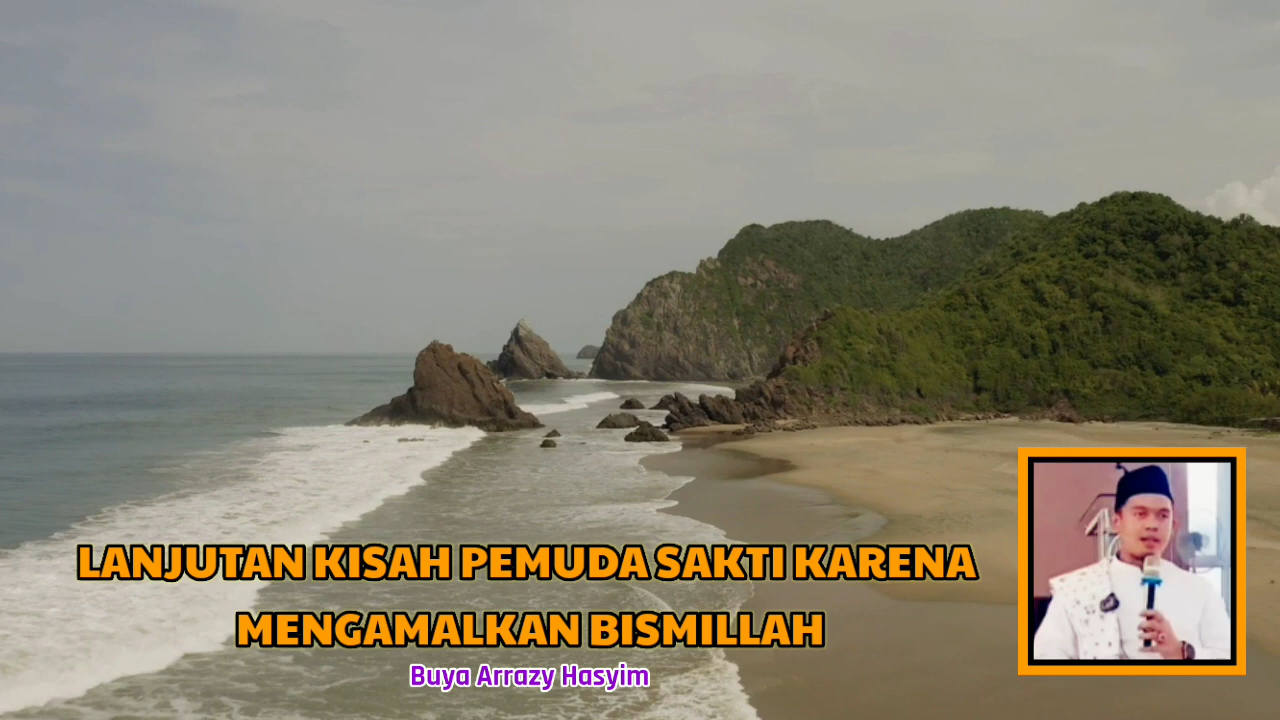 LANJUTAN KISAH PEMUDA SAKTI KARENA
MENGAMALKAN BISMILLAH
Buya Arrazy Hasyim